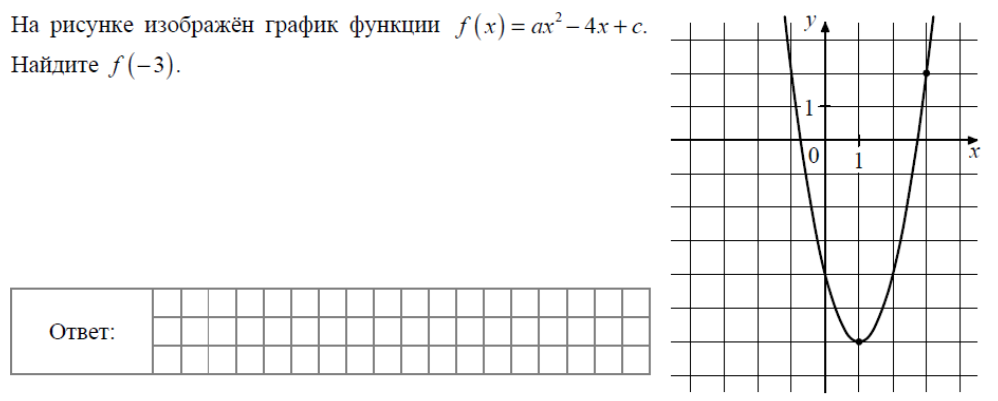 На рисунке изображён график функции f(x) = ax² − 4x + c.
Найдите f(−3).
Ответ:
y
1
0
1
x